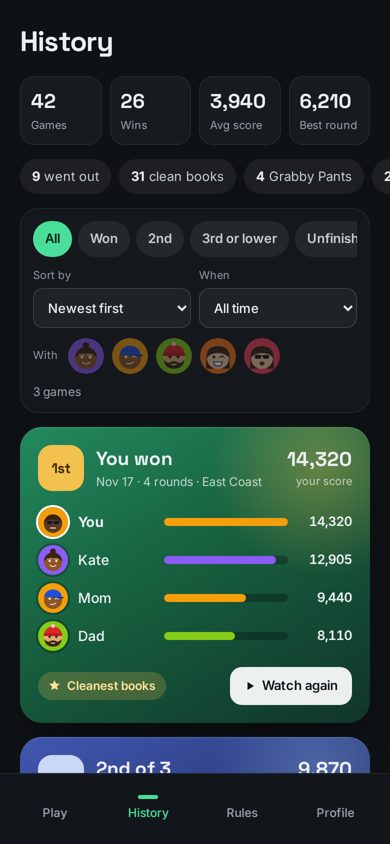 History
42 26 3,940 6,210
Games Wins Avg score Best round
9 went out 31 clean books 4 Grabby Pants
All Won 2nd 3rd or lower Unfinish
Sort by When
Newest first All time
With
3 games
1st You won 14,320
Nov 17 · 4 rounds · East Coast your score
You 14,320
Kate 12,905
Mom 9,440
Dad 8,110
Cleanest books Watch again
2nd of 3 9,870
Play History Rules Profile